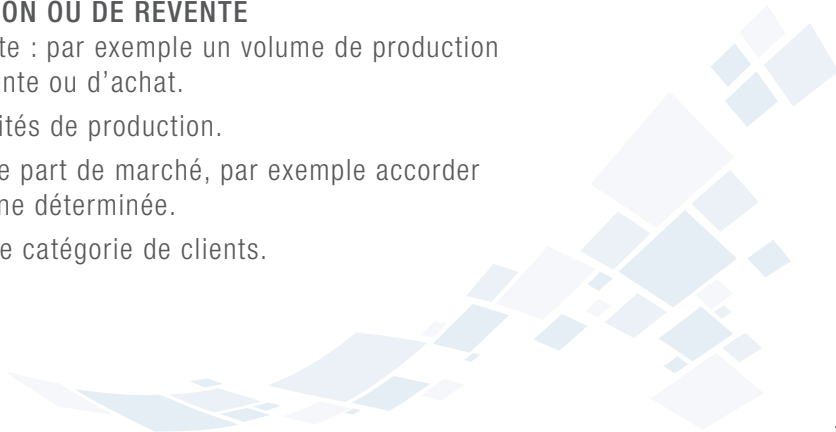 ON OU DE REVENTE
te : par exemple un volume de production
nte ou d’achat.
ités de production.
e part de marché, par exemple accorder
ne déterminée.
e catégorie de clients.